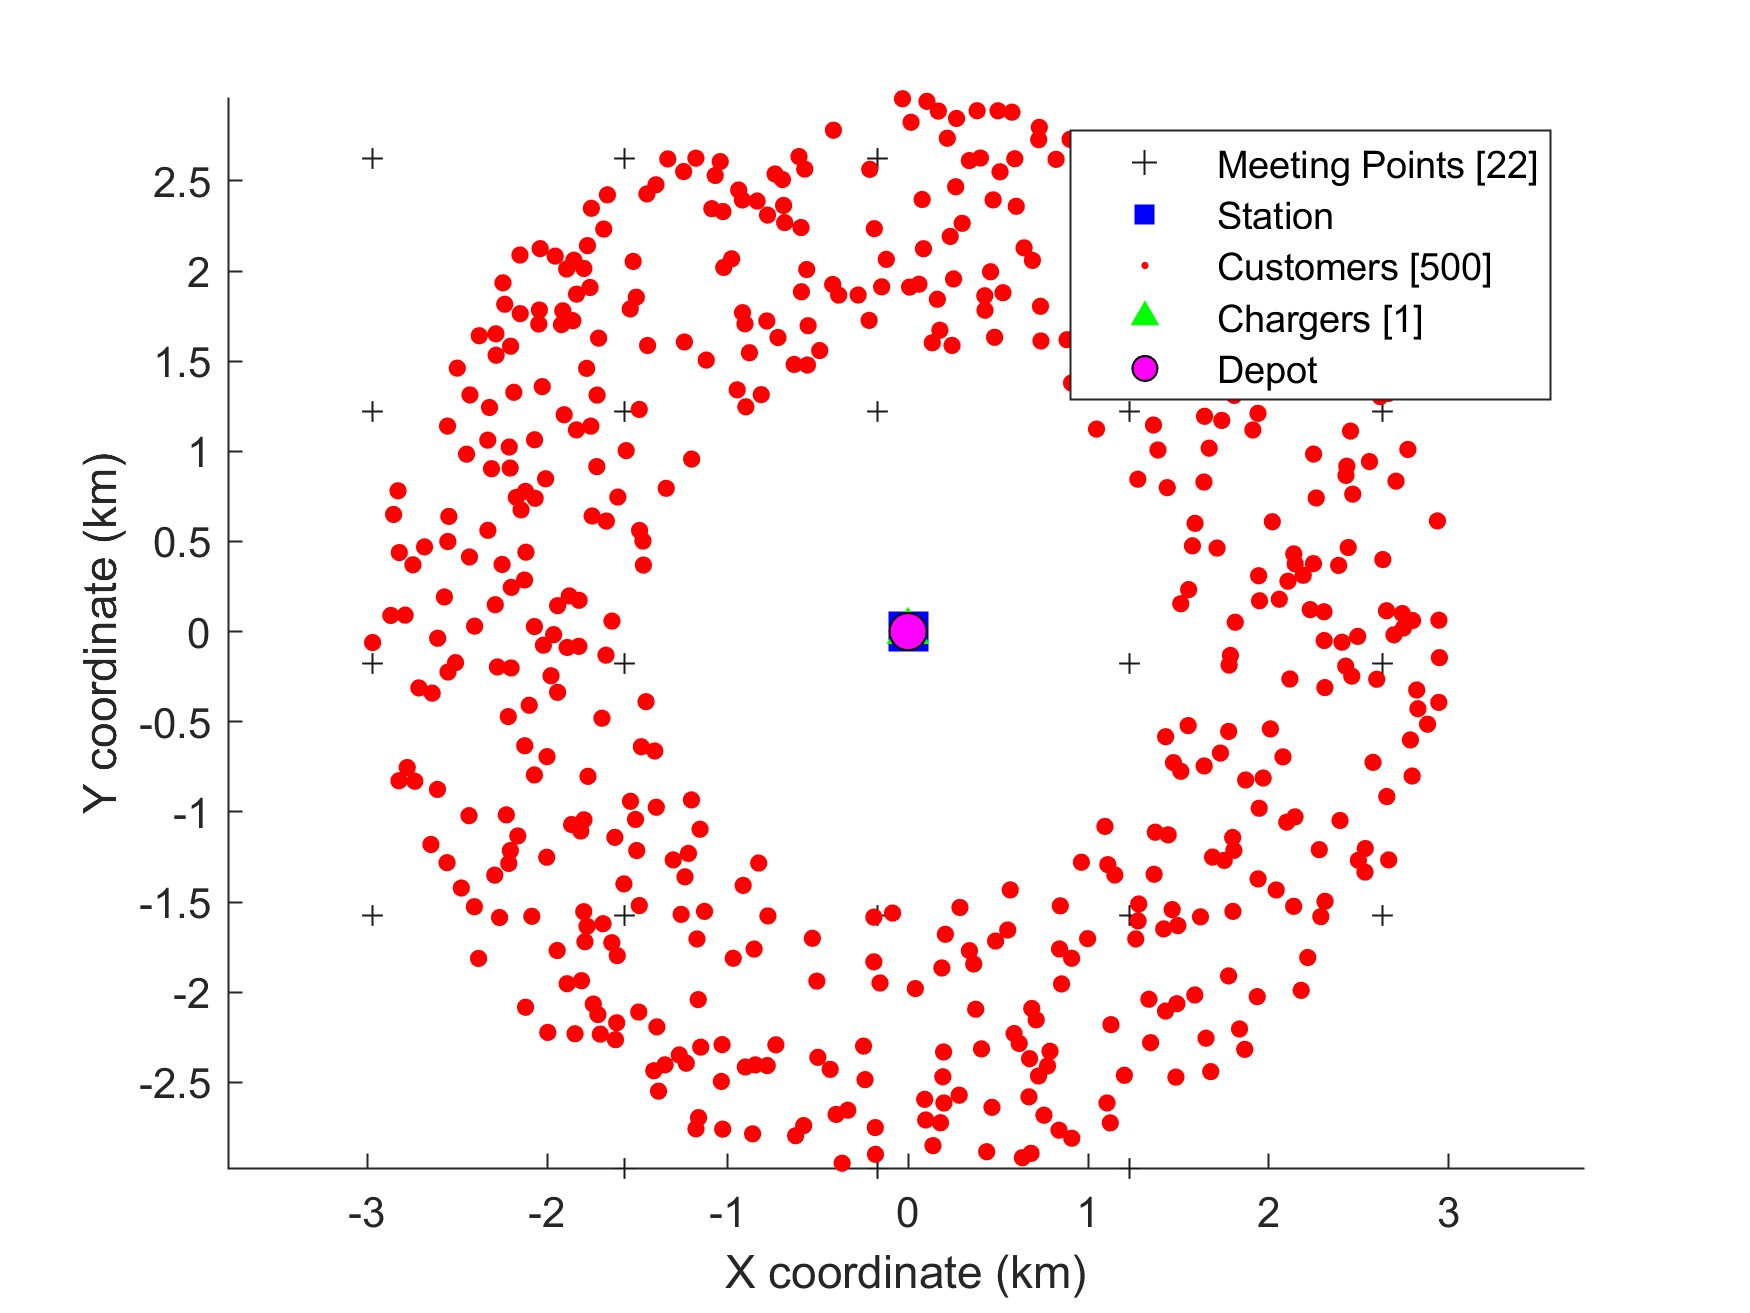 Meeting Points [22]
Station
Customers [500]
Chargers [1]
Depot
2.5
2
1.5
1
0.5
0
-0.5
-1
-1.5
-2
-2.5
Y coordinate (km)
-3 -2 -1 0 1 2 3
X coordinate (km)